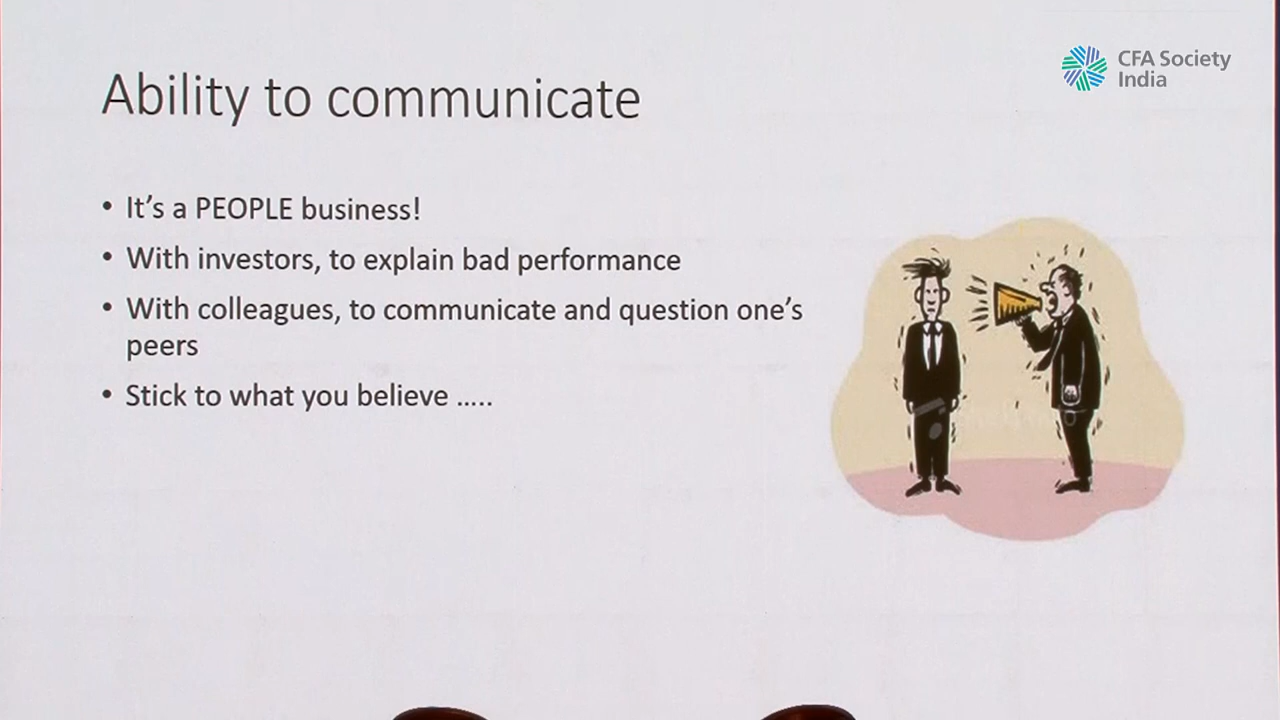 CFA Society
India
Ability to communicate
• It's a PEOPLE business!
• With investors, to explain bad performance
• With colleagues, to communicate and question one's
peers
• Stick to what you believe …..